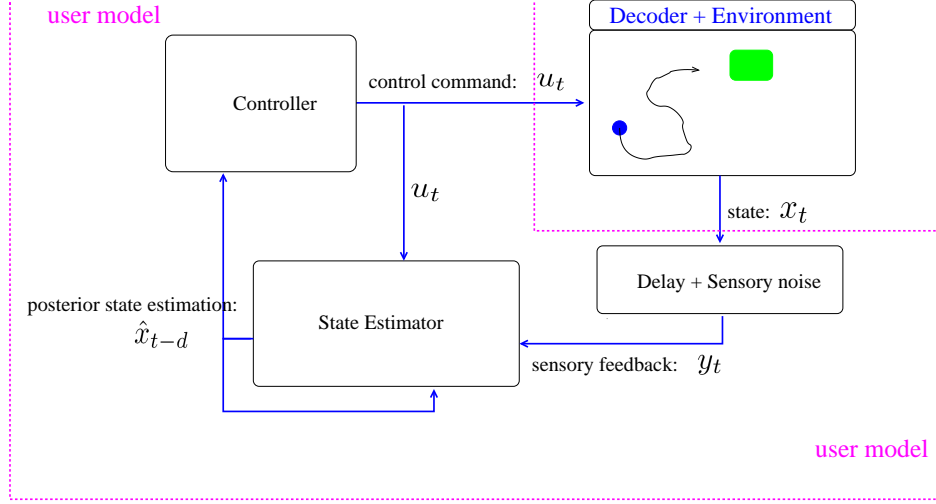 user model
Decoder + Environment
Controller
control command: u_t
u_t
state: x_t
Delay + Sensory noise
posterior state estimation:
x̂_{t−d}
State Estimator
sensory feedback: y_t
user model